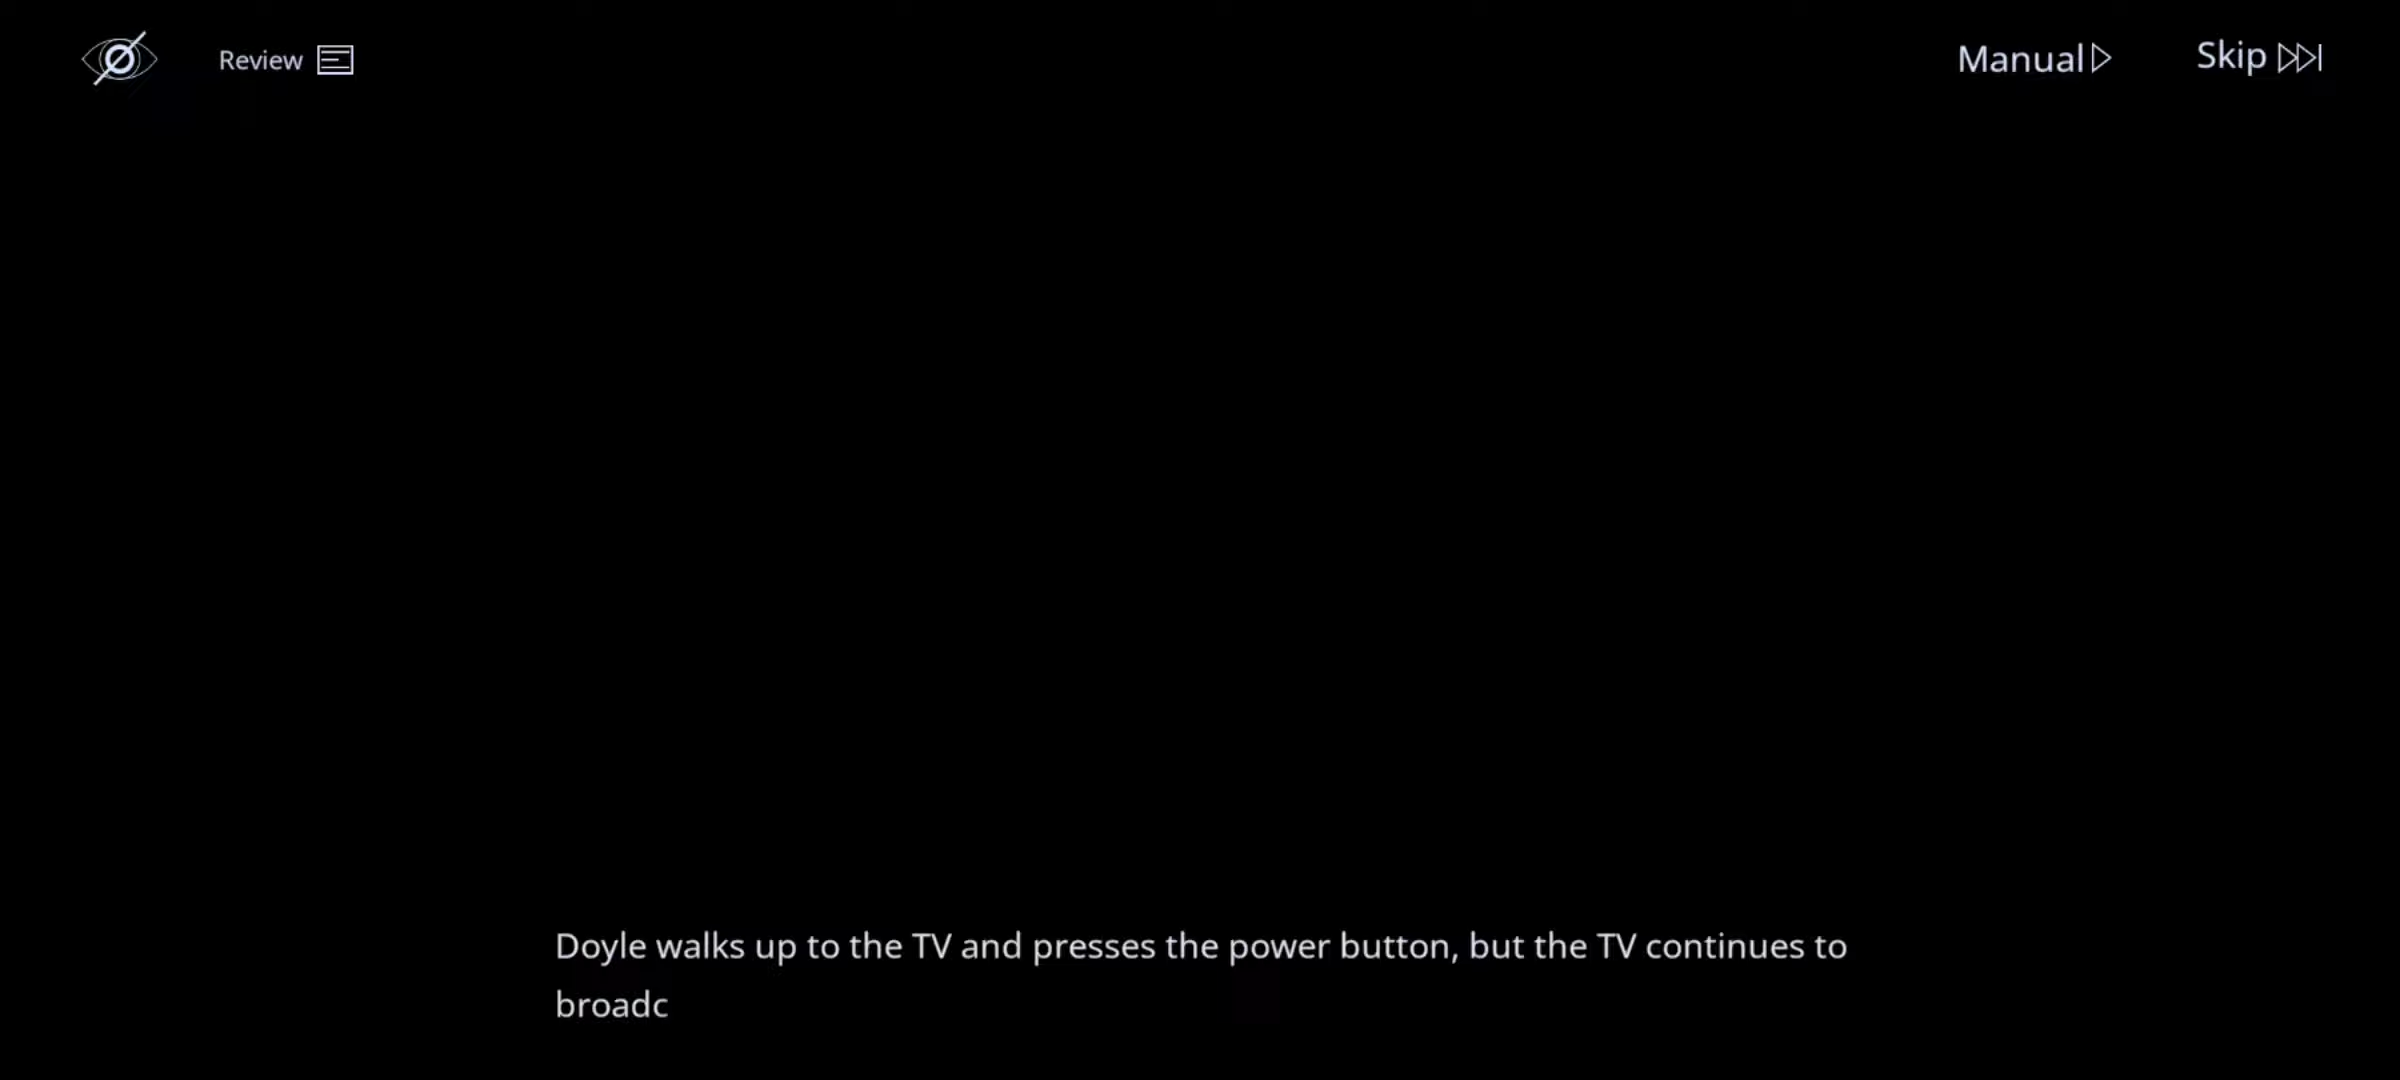 Review
Manual
Skip
Doyle walks up to the TV and presses the power button, but the TV continues to
broadc